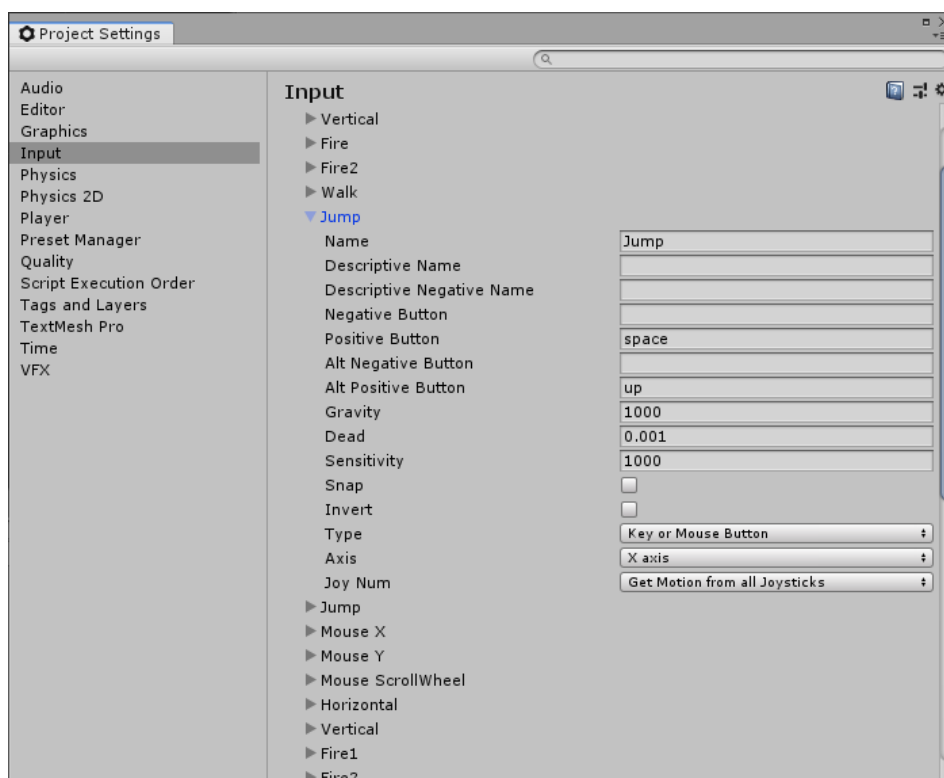 Project Settings
Audio
Editor
Graphics
Input
Physics
Physics 2D
Player
Preset Manager
Quality
Script Execution Order
Tags and Layers
TextMesh Pro
Time
VFX
Input
Vertical
Fire
Fire2
Walk
Jump
Name Jump
Descriptive Name
Descriptive Negative Name
Negative Button
Positive Button space
Alt Negative Button
Alt Positive Button up
Gravity 1000
Dead 0.001
Sensitivity 1000
Snap
Invert
Type Key or Mouse Button
Axis X axis
Joy Num Get Motion from all Joysticks
Jump
Mouse X
Mouse Y
Mouse ScrollWheel
Horizontal
Vertical
Fire1
Fire2